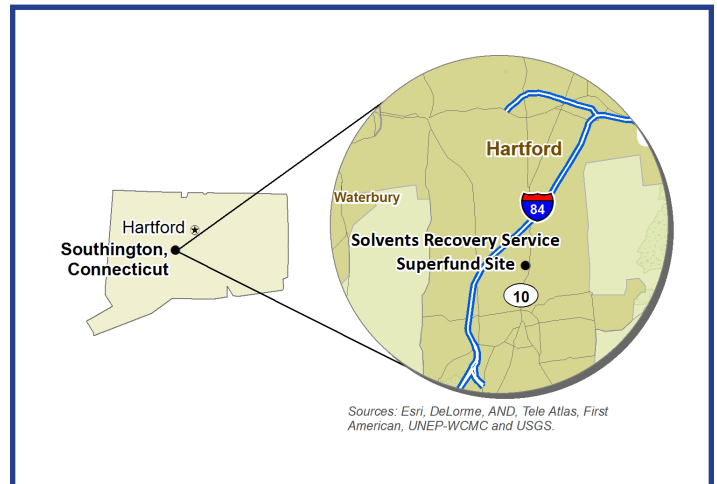 Hartford
Southington,
Connecticut
Hartford
Waterbury
84
Solvents Recovery Service
Superfund Site
10
Sources: Esri, DeLorme, AND, Tele Atlas, First
American, UNEP-WCMC and USGS.